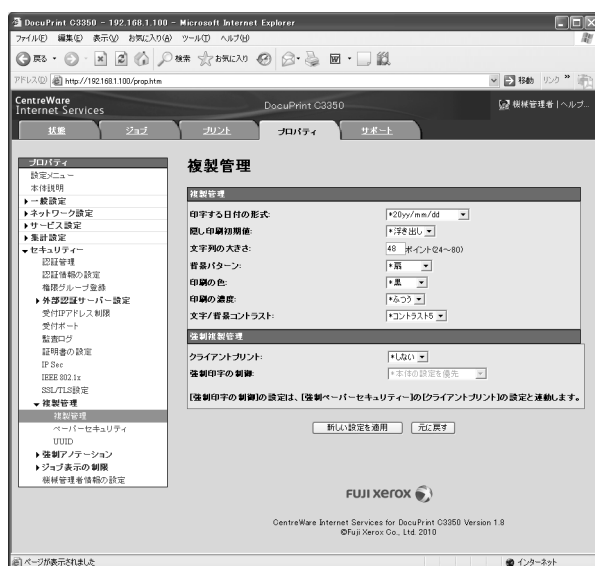 DocuPrint C3350 - 192.168.1.100 - Microsoft Internet Explorer
ファイル(F) 編集(E) 表示(V) お気に入り(A) ツール(T) ヘルプ(H)
戻る 検索 お気に入り
アドレス(D) http://192.168.1.100/prop.htm 移動 リンク
CentreWare
Internet Services
DocuPrint C3350
機械管理者 | ヘルプ...
状態 ジョブ プリント プロパティ サポート
プロパティ
設定メニュー
本体説明
一般設定
ネットワーク設定
サービス設定
集計設定
セキュリティー
認証管理
認証情報の設定
権限グループ登録
外部認証サーバー設定
受付IPアドレス制限
受付ポート
監査ログ
証明書の設定
IP Sec
IEEE 802.1x
SSL/TLS設定
複製管理
複製管理
ペーパーセキュリティ
UUID
強制アノテーション
ジョブ表示の制限
機械管理者情報の設定
複製管理
複製管理
印字する日付の形式: *20yy/mm/dd
隠し印刷初期値: *浮き出し
文字列の大きさ: 48 ポイント(24～80)
背景パターン: *扇
印刷の色: *黒
印刷の濃度: *ふつう
文字/背景コントラスト: *コントラスト5
強制複製管理
クライアントプリント: *しない
強制印字の制御: *本体の設定を優先
[強制印字の制御]の設定は、[強制ペーパーセキュリティー]の[クライアントプリント]の設定と連動します。
新しい設定を適用 元に戻す
FUJI XEROX
CentreWare Internet Services for DocuPrint C3350 Version 1.8
©Fuji Xerox Co., Ltd. 2010
ページが表示されました インターネット